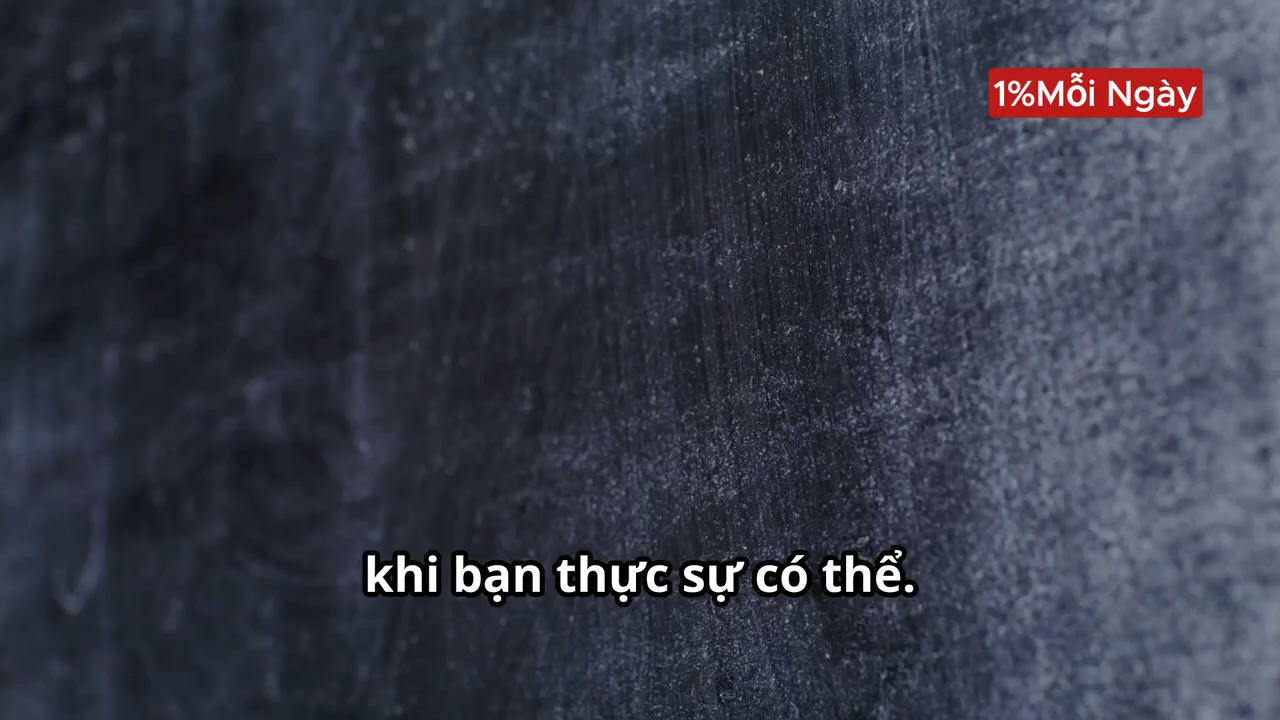 1%Mỗi Ngày
khi bạn thực sự có thể.